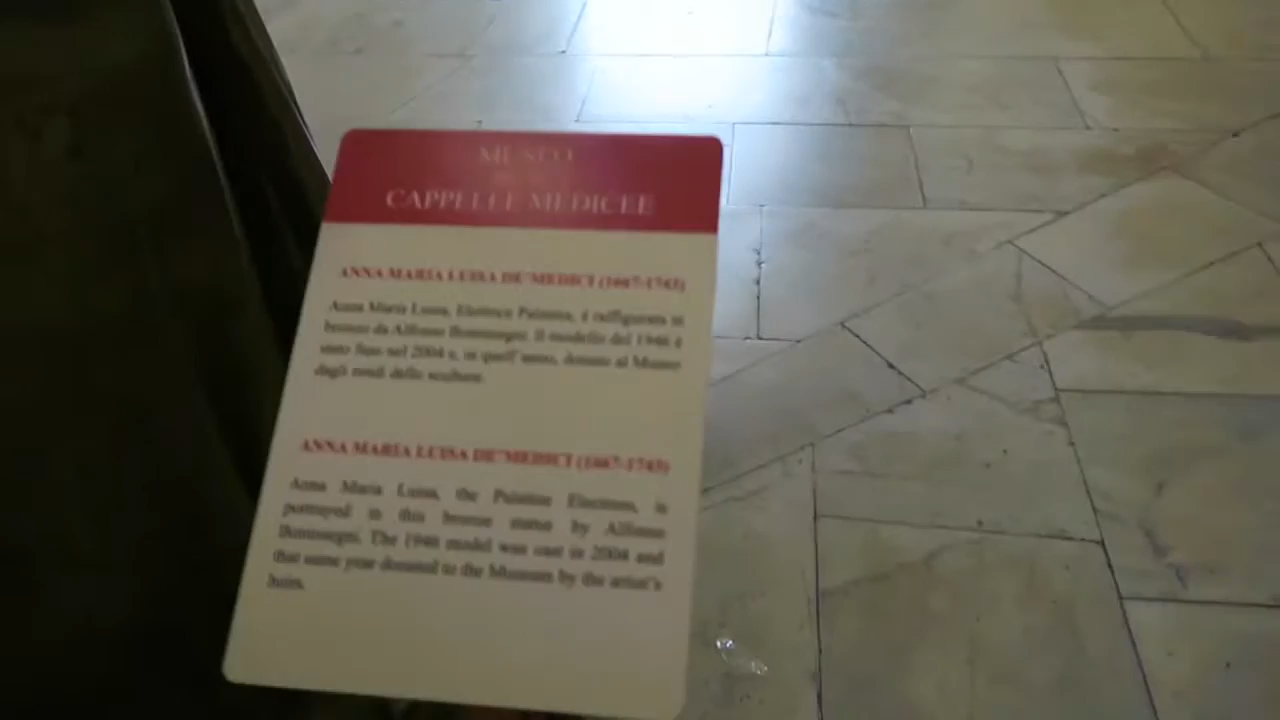 MUSEO
CAPPELLE MEDICEE
ANNA MARIA LUISA DE'MEDICI (1667-1743)
Anna Maria Luisa, Elettrice Palatina, è raffigurata in
bronzo da Alfonso Boninsegni. Il modello del 1946 è
stato fuso nel 2004 e, in quell'anno, donato al Museo
dagli eredi dello scultore.
ANNA MARIA LUISA DE'MEDICI (1667-1743)
Anna Maria Luisa, the Palatine Electress, is
portrayed in this bronze statue by Alfonso
Boninsegni. The 1946 model was cast in 2004 and
that same year donated to the Museum by the artist's
heirs.